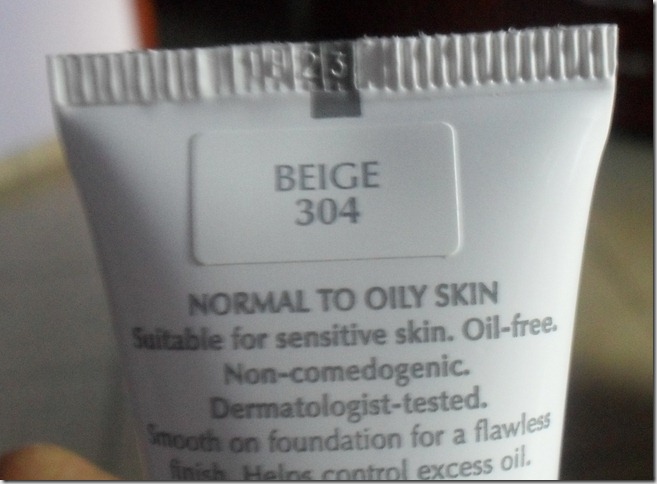 BEIGE
304
NORMAL TO OILY SKIN
Suitable for sensitive skin. Oil-free.
Non-comedogenic.
Dermatologist-tested.
Smooth on foundation for a flawless
finish. Helps control excess oil.